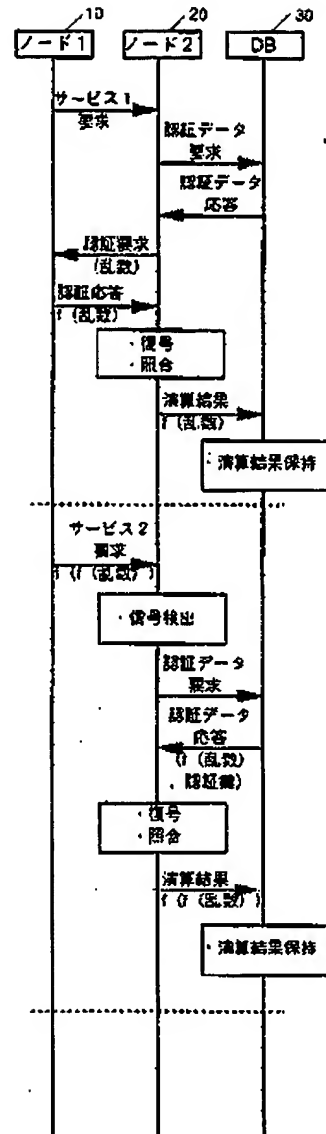 10
20
30
ノード1
ノード2
DB
サービス1
要求
認証データ
要求
認証データ
応答
認証要求
(乱数)
認証応答
f (乱数)
・復号
・照合
演算結果
f (乱数)
・演算結果保持
サービス2
要求
f (f (乱数) )
・信号検出
認証データ
要求
認証データ
応答
(f (乱数)
, 認証鍵)
・復号
・照合
演算結果
f (f (乱数) )
・演算結果保持